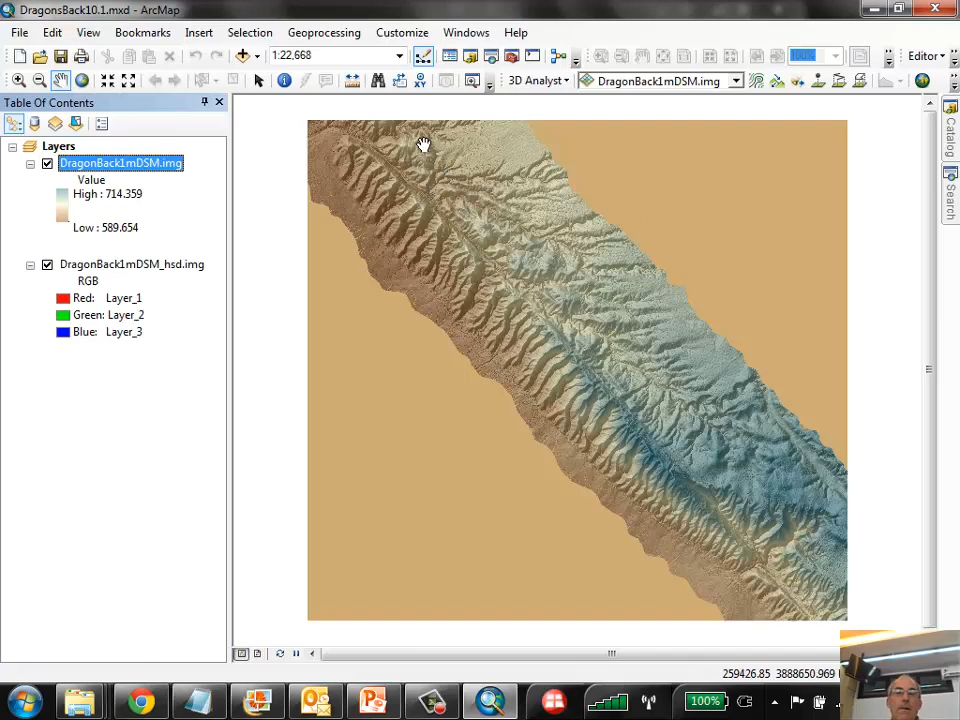 DragonsBack10.1.mxd - ArcMap
File Edit View Bookmarks Insert Selection Geoprocessing Customize Windows Help
1:22,668
100%
Editor
3D Analyst
DragonBack1mDSM.img
Table Of Contents
Layers
DragonBack1mDSM.img
Value
High : 714.359
Low : 589.654
DragonBack1mDSM_hsd.img
RGB
Red: Layer_1
Green: Layer_2
Blue: Layer_3
Catalog
Search
259426.85 3888650.969
100%